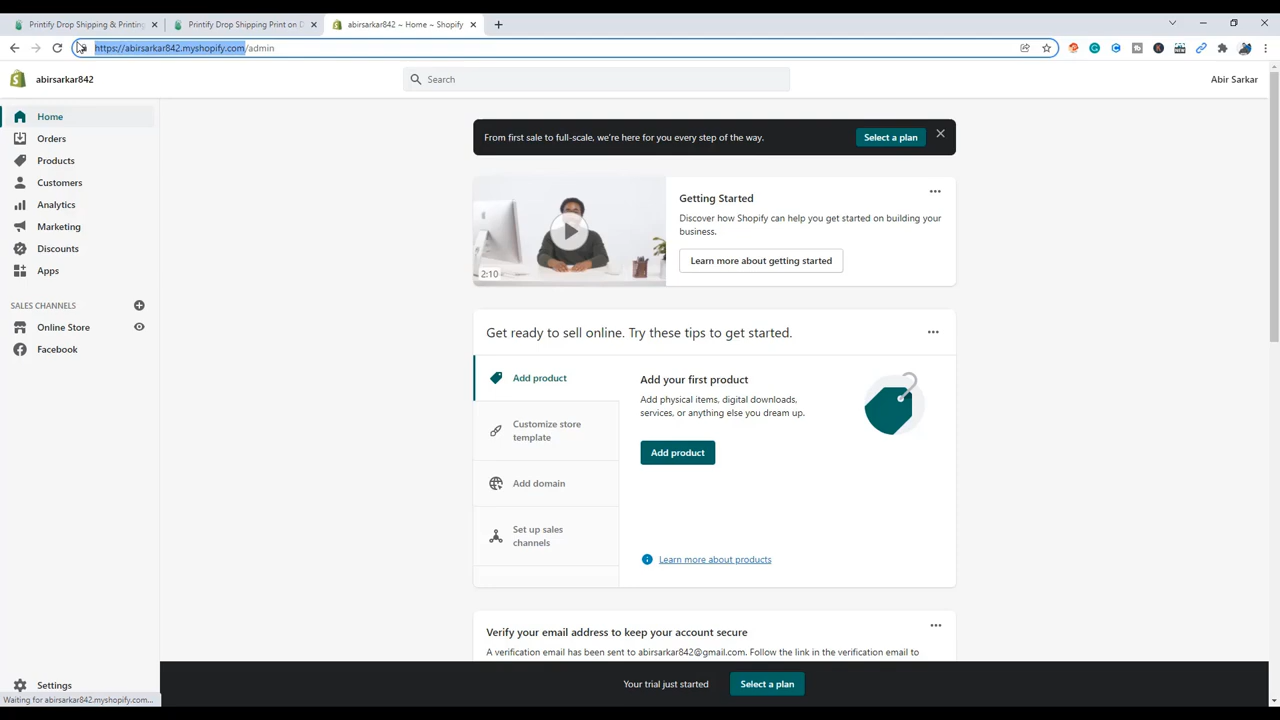 Printify Drop Shipping & Printing
Printify Drop Shipping Print on D
abirsarkar842 ~ Home ~ Shopify
https://abirsarkar842.myshopify.com/admin
abirsarkar842
Search
Abir Sarkar
Home
Orders
Products
Customers
Analytics
Marketing
Discounts
Apps
SALES CHANNELS
Online Store
Facebook
Settings
Waiting for abirsarkar842.myshopify.com...
From first sale to full-scale, we're here for you every step of the way.
Select a plan
2:10
Getting Started
Discover how Shopify can help you get started on building your
business.
Learn more about getting started
Get ready to sell online. Try these tips to get started.
Add product
Customize store
template
Add domain
Set up sales
channels
Add your first product
Add physical items, digital downloads,
services, or anything else you dream up.
Add product
Learn more about products
Verify your email address to keep your account secure
A verification email has been sent to abirsarkar842@gmail.com. Follow the link in the verification email to
Your trial just started
Select a plan